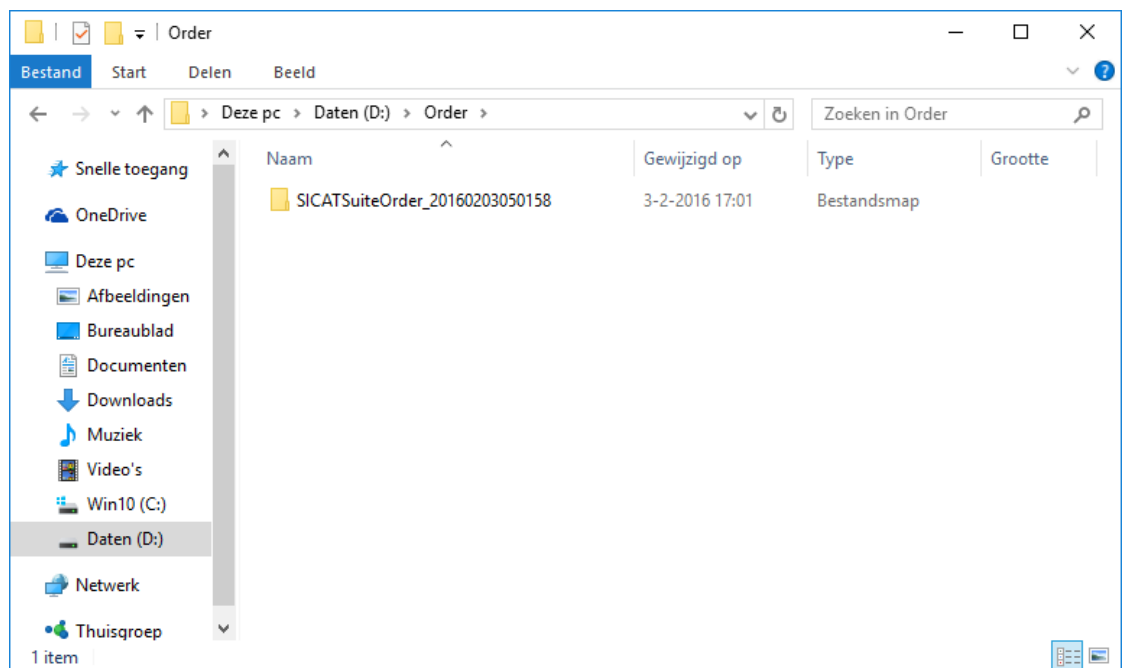 Order
Bestand Start Delen Beeld
Deze pc Daten (D:) Order Zoeken in Order
Naam Gewijzigd op Type Grootte
SICATSuiteOrder_20160203050158 3-2-2016 17:01 Bestandsmap
Snelle toegang
OneDrive
Deze pc
Afbeeldingen
Bureaublad
Documenten
Downloads
Muziek
Video's
Win10 (C:)
Daten (D:)
Netwerk
Thuisgroep
1 item